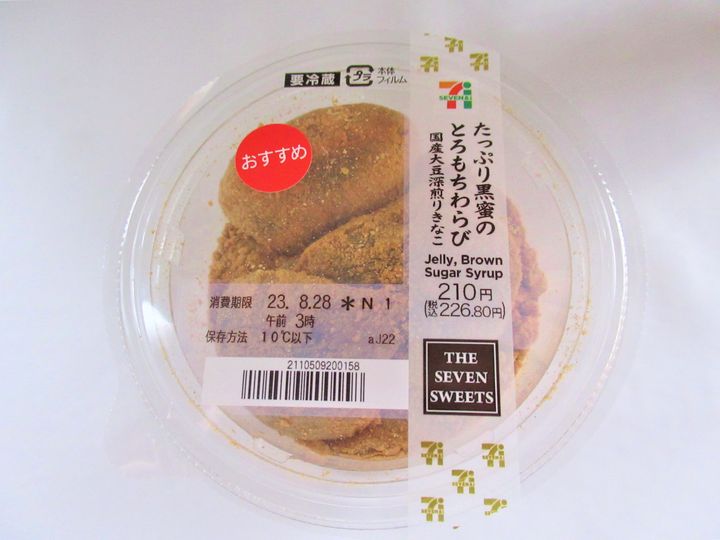 要冷蔵
プラ
本体
フィルム
SEVEN&i
おすすめ
たっぷり黒蜜の
とろもちわらび
国産大豆深煎りきなこ
Jelly, Brown
Sugar Syrup
210円
(税込226.80円)
消費期限 23. 8.28 ＊N 1
午前 3時
保存方法 10℃以下 aJ22
2110509200158
THE
SEVEN
SWEETS